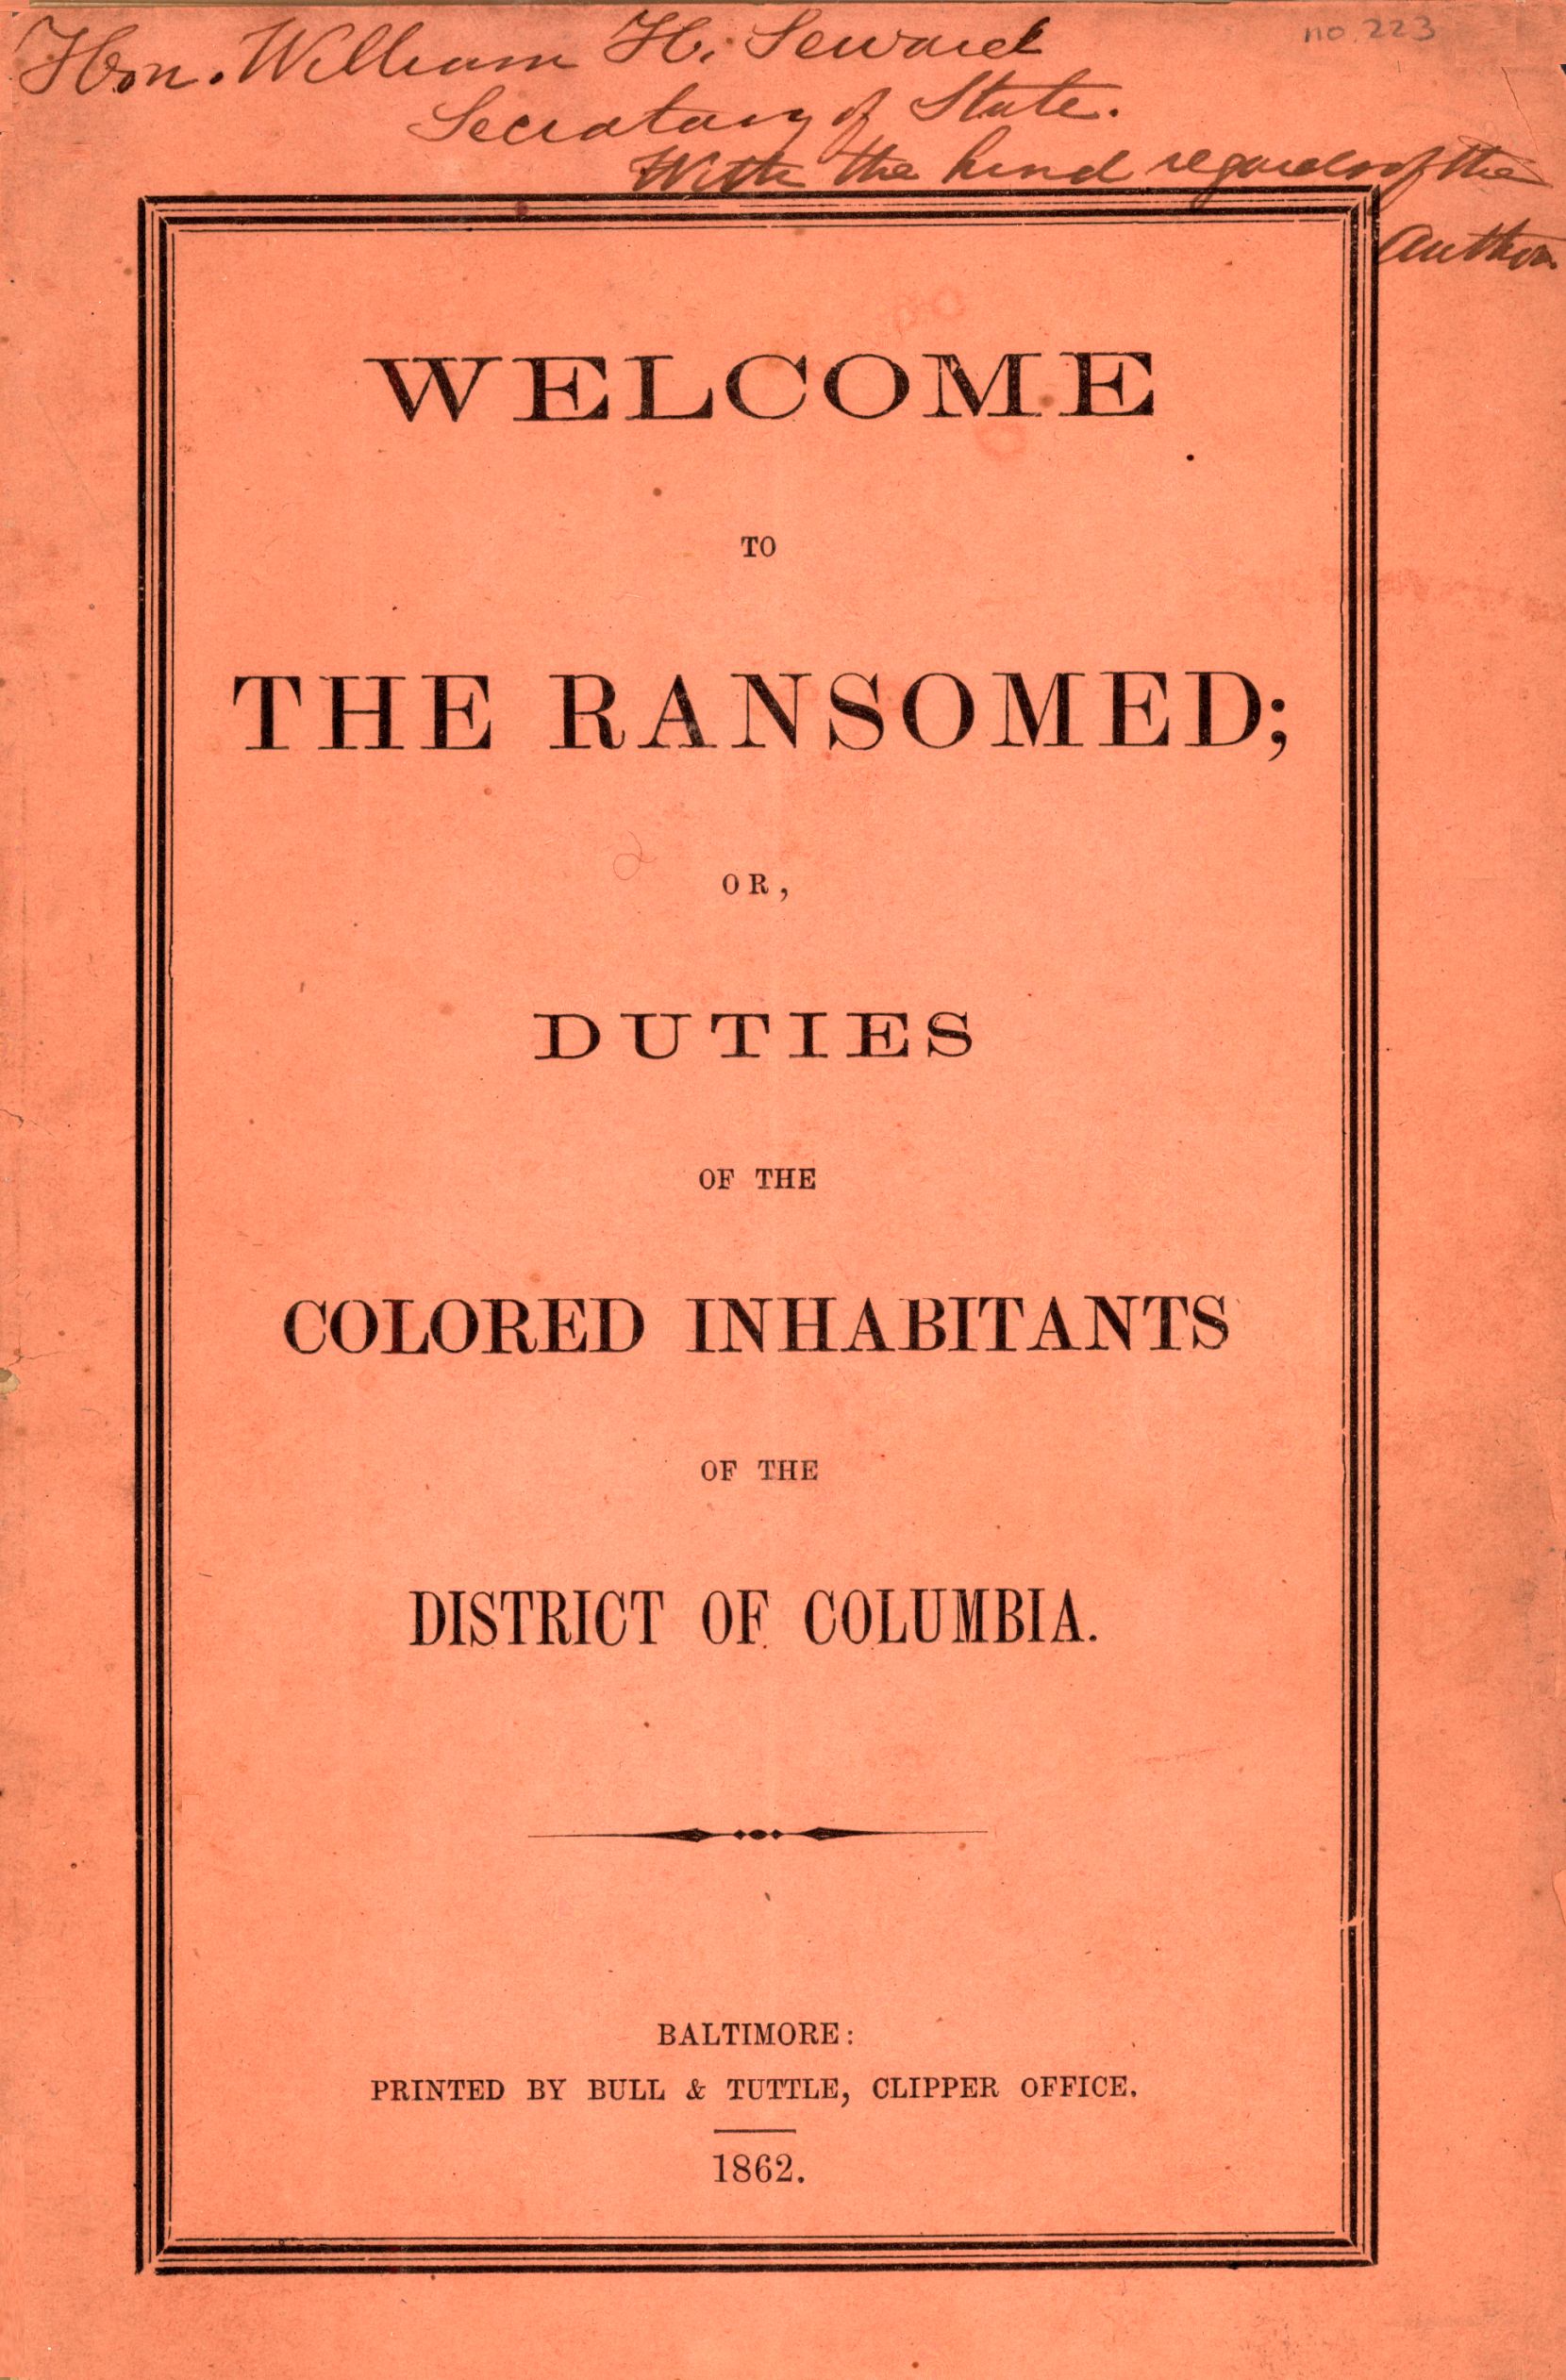 no. 223
Hon. William H. Seward
Secretary of State.
With the kind regards of the
Author.
WELCOME
TO
THE RANSOMED;
OR,
DUTIES
OF THE
COLORED INHABITANTS
OF THE
DISTRICT OF COLUMBIA.
BALTIMORE:
PRINTED BY BULL & TUTTLE, CLIPPER OFFICE.
1862.